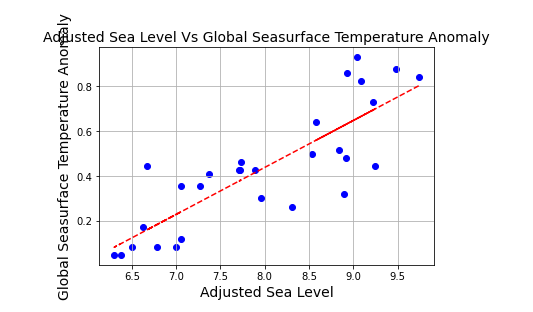 Adjusted Sea Level Vs Global Seasurface Temperature Anomaly
Global Seasurface Temperature Anomaly
0.8
0.6
0.4
0.2
6.5 7.0 7.5 8.0 8.5 9.0 9.5
Adjusted Sea Level